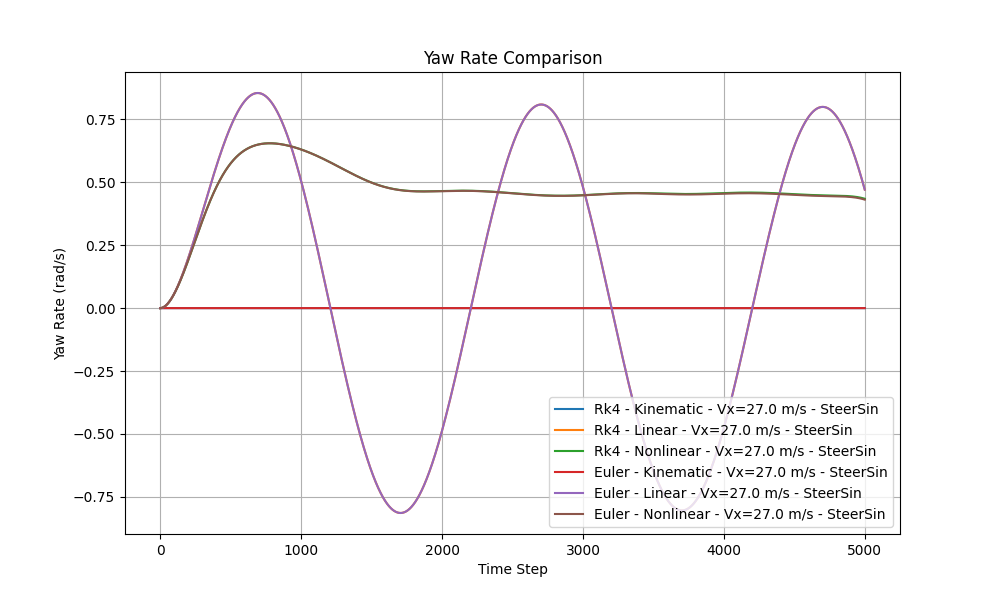 Yaw Rate Comparison
Yaw Rate (rad/s)
0.75
0.50
0.25
0.00
−0.25
−0.50
−0.75
Rk4 - Kinematic - Vx=27.0 m/s - SteerSin
Rk4 - Linear - Vx=27.0 m/s - SteerSin
Rk4 - Nonlinear - Vx=27.0 m/s - SteerSin
Euler - Kinematic - Vx=27.0 m/s - SteerSin
Euler - Linear - Vx=27.0 m/s - SteerSin
Euler - Nonlinear - Vx=27.0 m/s - SteerSin
0 1000 2000 3000 4000 5000
Time Step